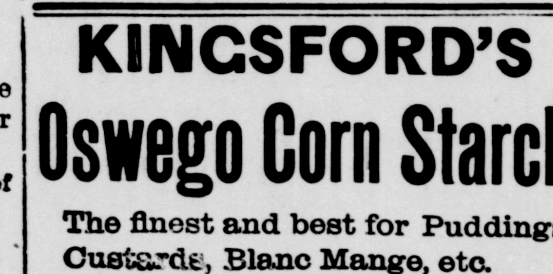 KINGSFORD'S
Oswego Corn Starc
The finest and best for Pudding
Custards, Blanc Mange, etc.